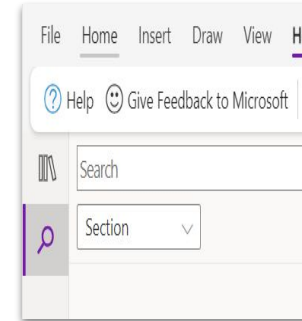 File Home Insert Draw View H
Help Give Feedback to Microsoft
Search
Section